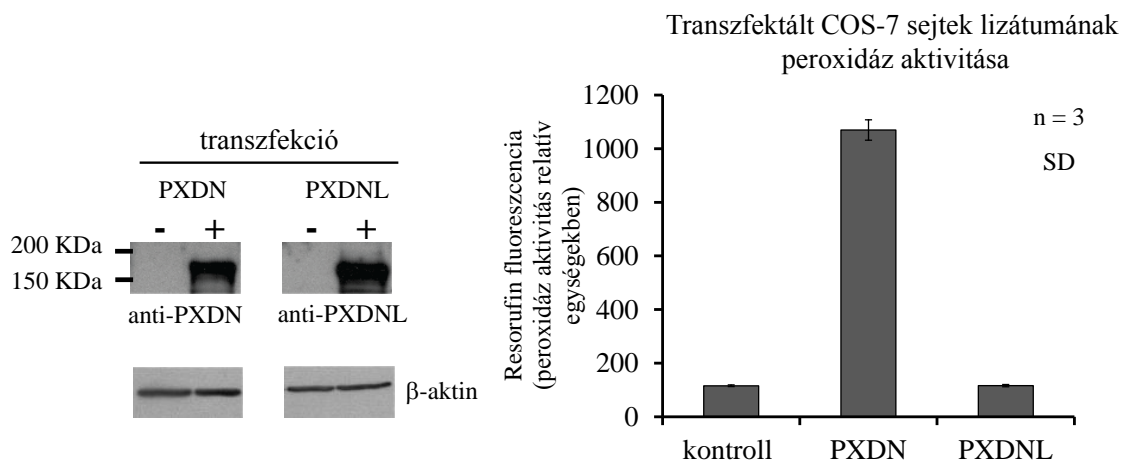 transzfekció
PXDN PXDNL
- + - +
200 KDa
150 KDa
anti-PXDN anti-PXDNL
β-aktin
Transzfektált COS-7 sejtek lizátumának
peroxidáz aktivitása
Resorufin fluoreszcencia
(peroxidáz aktivitás relatív
egységekben)
1200
1000
800
600
400
200
0
n = 3
SD
kontroll PXDN PXDNL